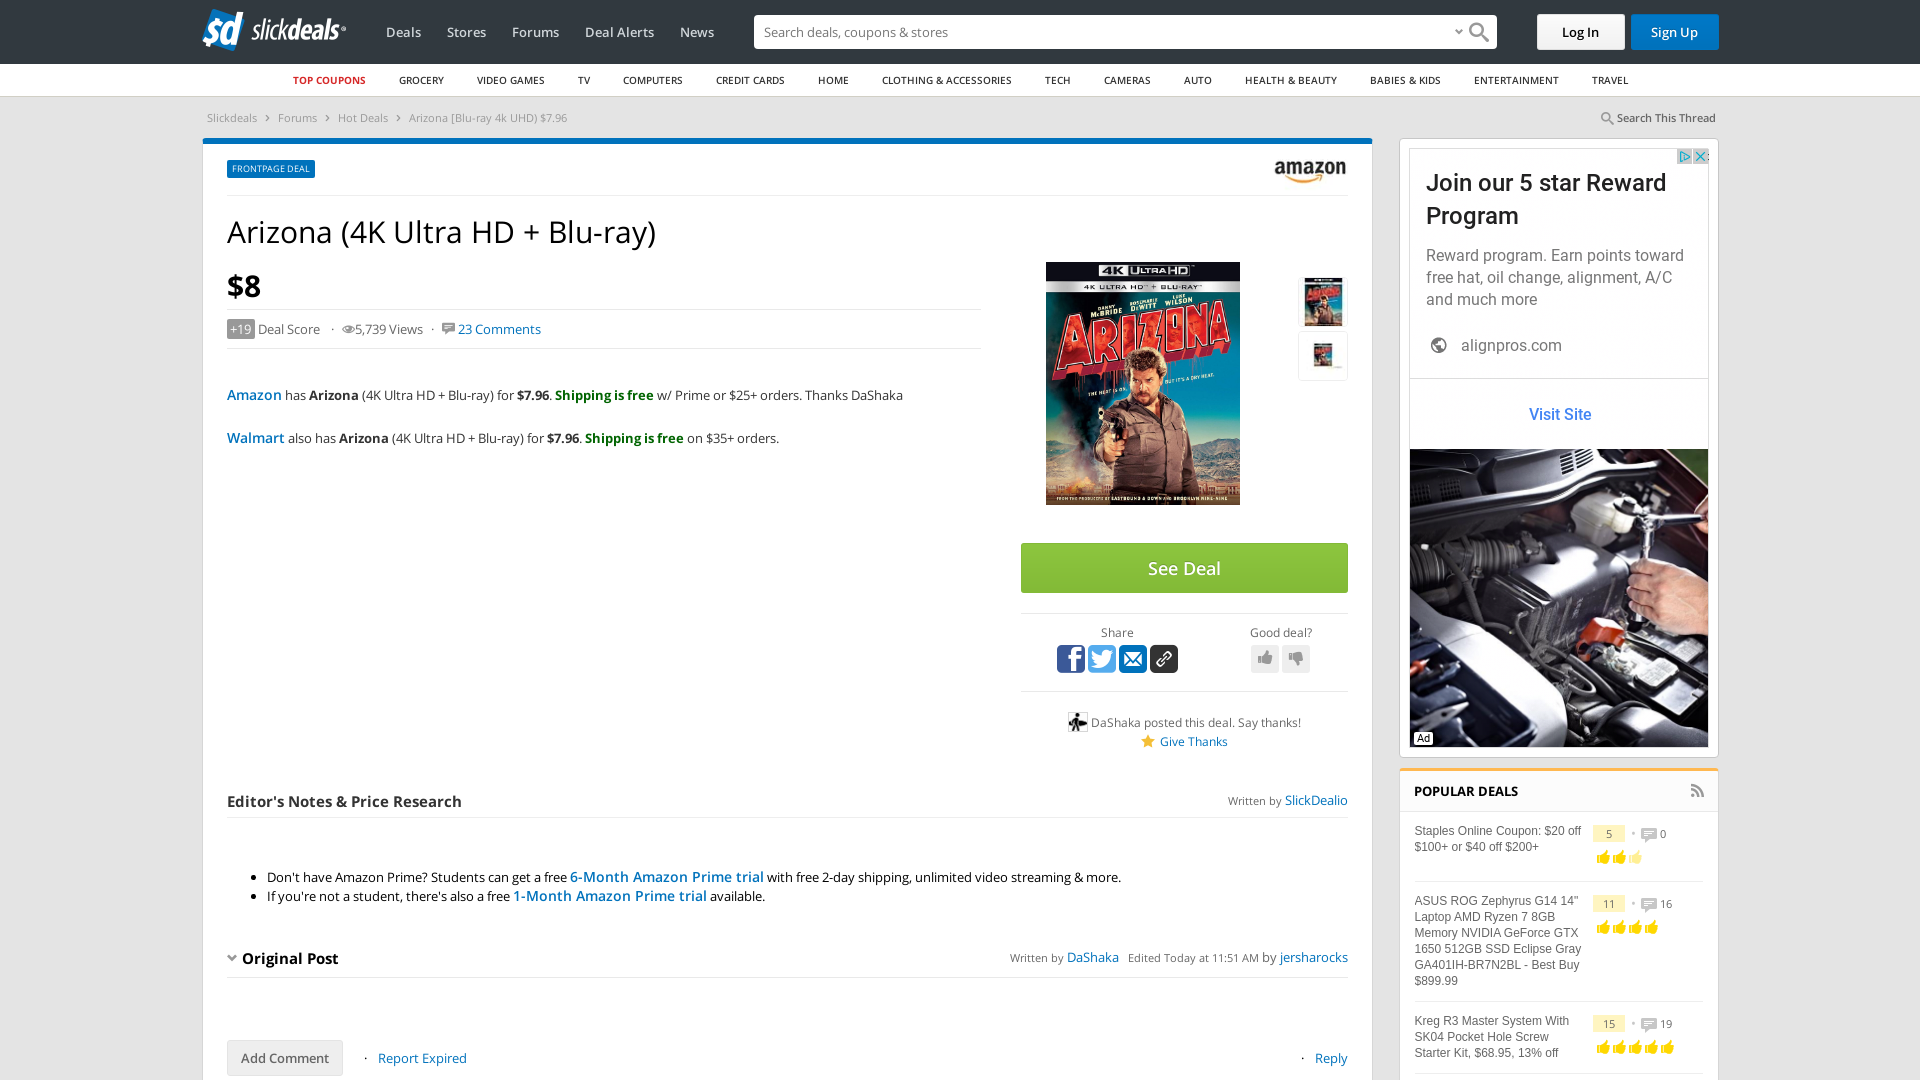 slickdeals
Deals
Stores
Forums
Deal Alerts
News
Search deals, coupons & stores
Log In
Sign Up
TOP COUPONS
GROCERY
VIDEO GAMES
TV
COMPUTERS
CREDIT CARDS
HOME
CLOTHING & ACCESSORIES
TECH
CAMERAS
AUTO
HEALTH & BEAUTY
BABIES & KIDS
ENTERTAINMENT
TRAVEL
Slickdeals › Forums › Hot Deals › Arizona [Blu-ray 4k UHD) $7.96
Search This Thread
FRONTPAGE DEAL
amazon
Arizona (4K Ultra HD + Blu-ray)
$8
+19 Deal Score · 5,739 Views · 23 Comments
Amazon has Arizona (4K Ultra HD + Blu-ray) for $7.96. Shipping is free w/ Prime or $25+ orders. Thanks DaShaka
Walmart also has Arizona (4K Ultra HD + Blu-ray) for $7.96. Shipping is free on $35+ orders.
4K ULTRA HD
4K ULTRA HD + BLU-RAY
DANNY McBRIDE
ROSEMARIE DeWITT
LUKE WILSON
ARIZONA
THE HEAT IS ON, BUT IT'S A DRY HEAT.
FROM THE PRODUCERS OF EASTBOUND & DOWN AND BROOKLYN NINE-NINE
See Deal
Share
Good deal?
DaShaka posted this deal. Say thanks!
Give Thanks
Editor's Notes & Price Research
Written by SlickDealio
• Don't have Amazon Prime? Students can get a free 6-Month Amazon Prime trial with free 2-day shipping, unlimited video streaming & more.
• If you're not a student, there's also a free 1-Month Amazon Prime trial available.
Original Post
Written by DaShaka Edited Today at 11:51 AM by jersharocks
Add Comment
· Report Expired
· Reply
Join our 5 star Reward
Program
Reward program. Earn points toward
free hat, oil change, alignment, A/C
and much more
alignpros.com
Visit Site
Ad
POPULAR DEALS
Staples Online Coupon: $20 off
$100+ or $40 off $200+
5 • 0
ASUS ROG Zephyrus G14 14"
Laptop AMD Ryzen 7 8GB
Memory NVIDIA GeForce GTX
1650 512GB SSD Eclipse Gray
GA401IH-BR7N2BL - Best Buy
$899.99
11 • 16
Kreg R3 Master System With
SK04 Pocket Hole Screw
Starter Kit, $68.95, 13% off
15 • 19